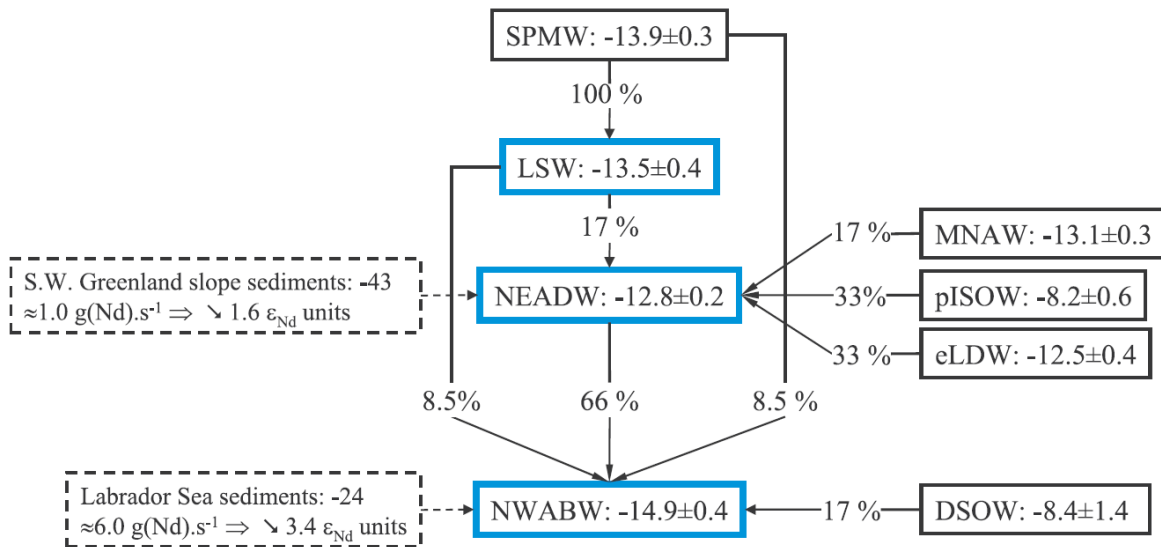 SPMW: -13.9±0.3
100 %
LSW: -13.5±0.4
17 %
17 %
MNAW: -13.1±0.3
S.W. Greenland slope sediments: -43
≈1.0 g(Nd).s⁻¹ ⇒ ↘ 1.6 εNd units
NEADW: -12.8±0.2
33%
pISOW: -8.2±0.6
33 %
eLDW: -12.5±0.4
8.5%
66 %
8.5 %
Labrador Sea sediments: -24
≈6.0 g(Nd).s⁻¹ ⇒ ↘ 3.4 εNd units
NWABW: -14.9±0.4
17 %
DSOW: -8.4±1.4